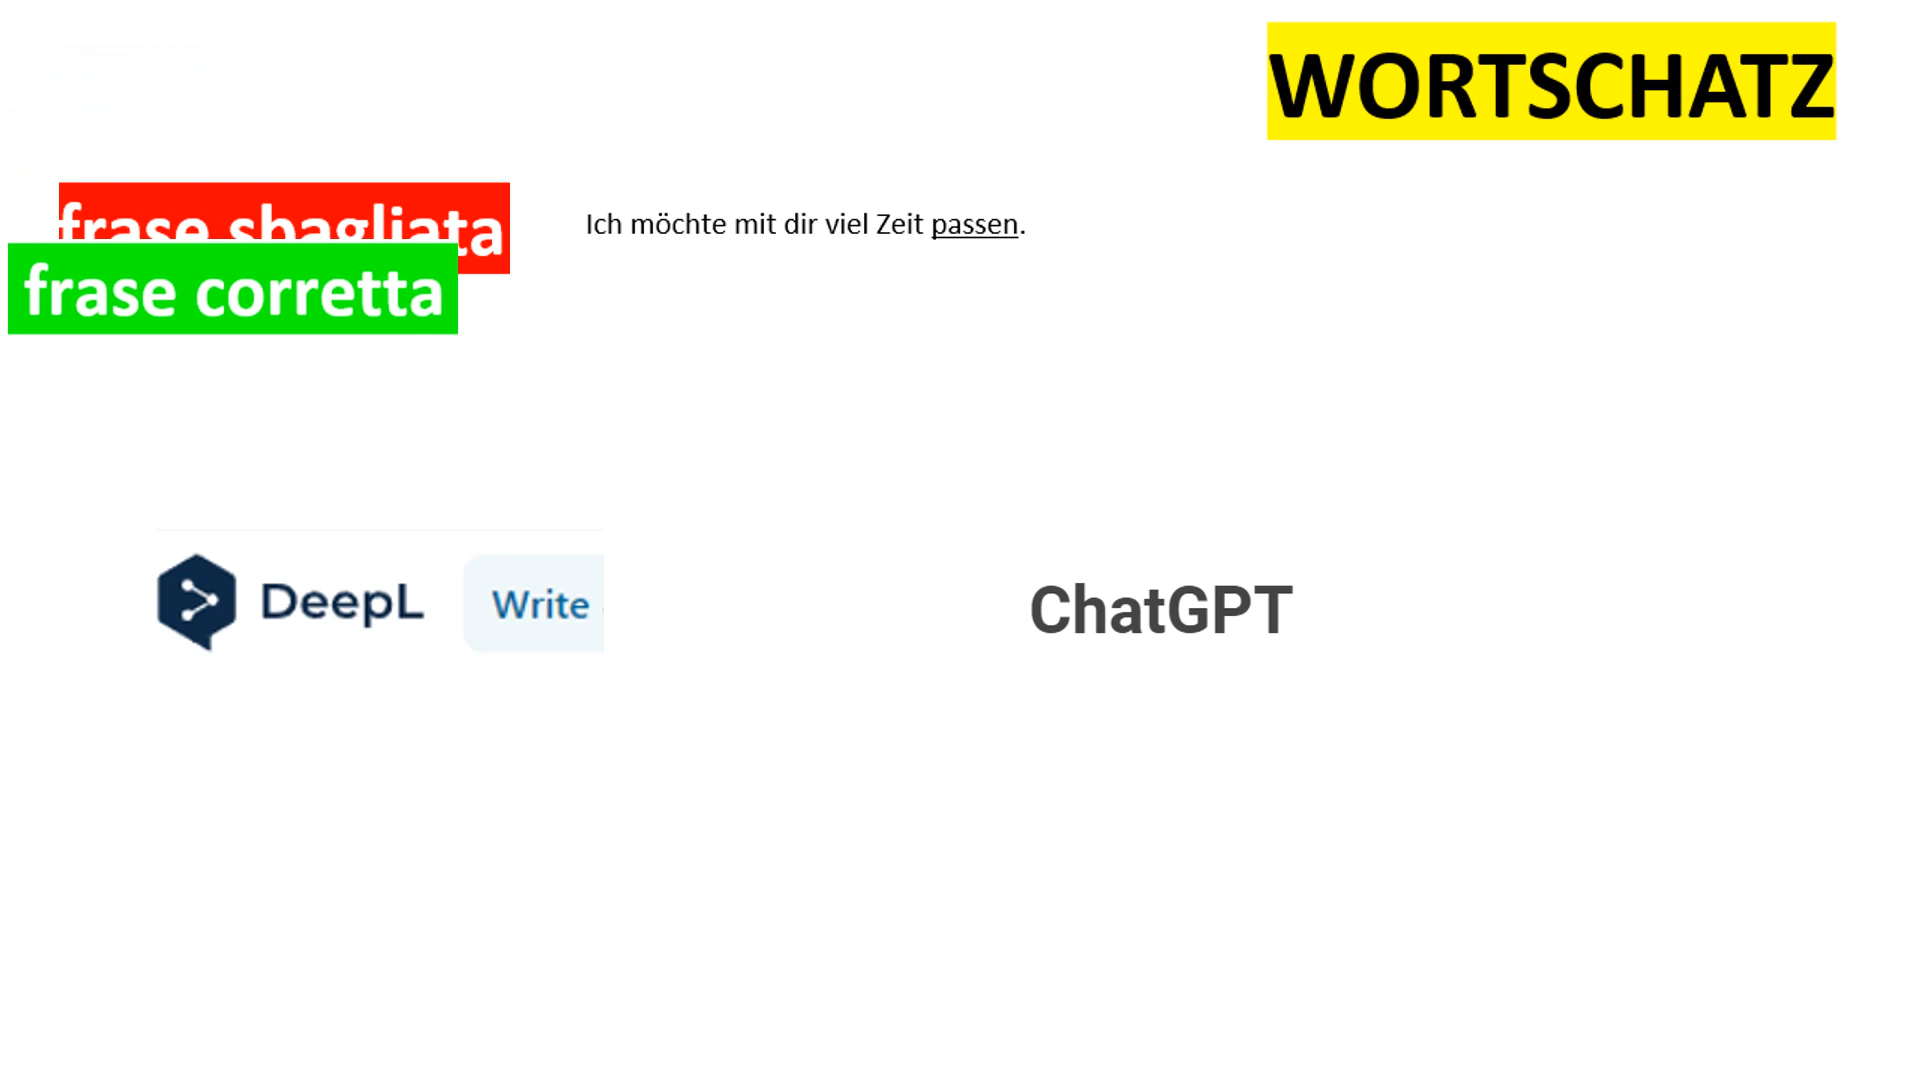 WORTSCHATZ
frase sbagliata
Ich möchte mit dir viel Zeit passen.
frase corretta
DeepL Write
ChatGPT